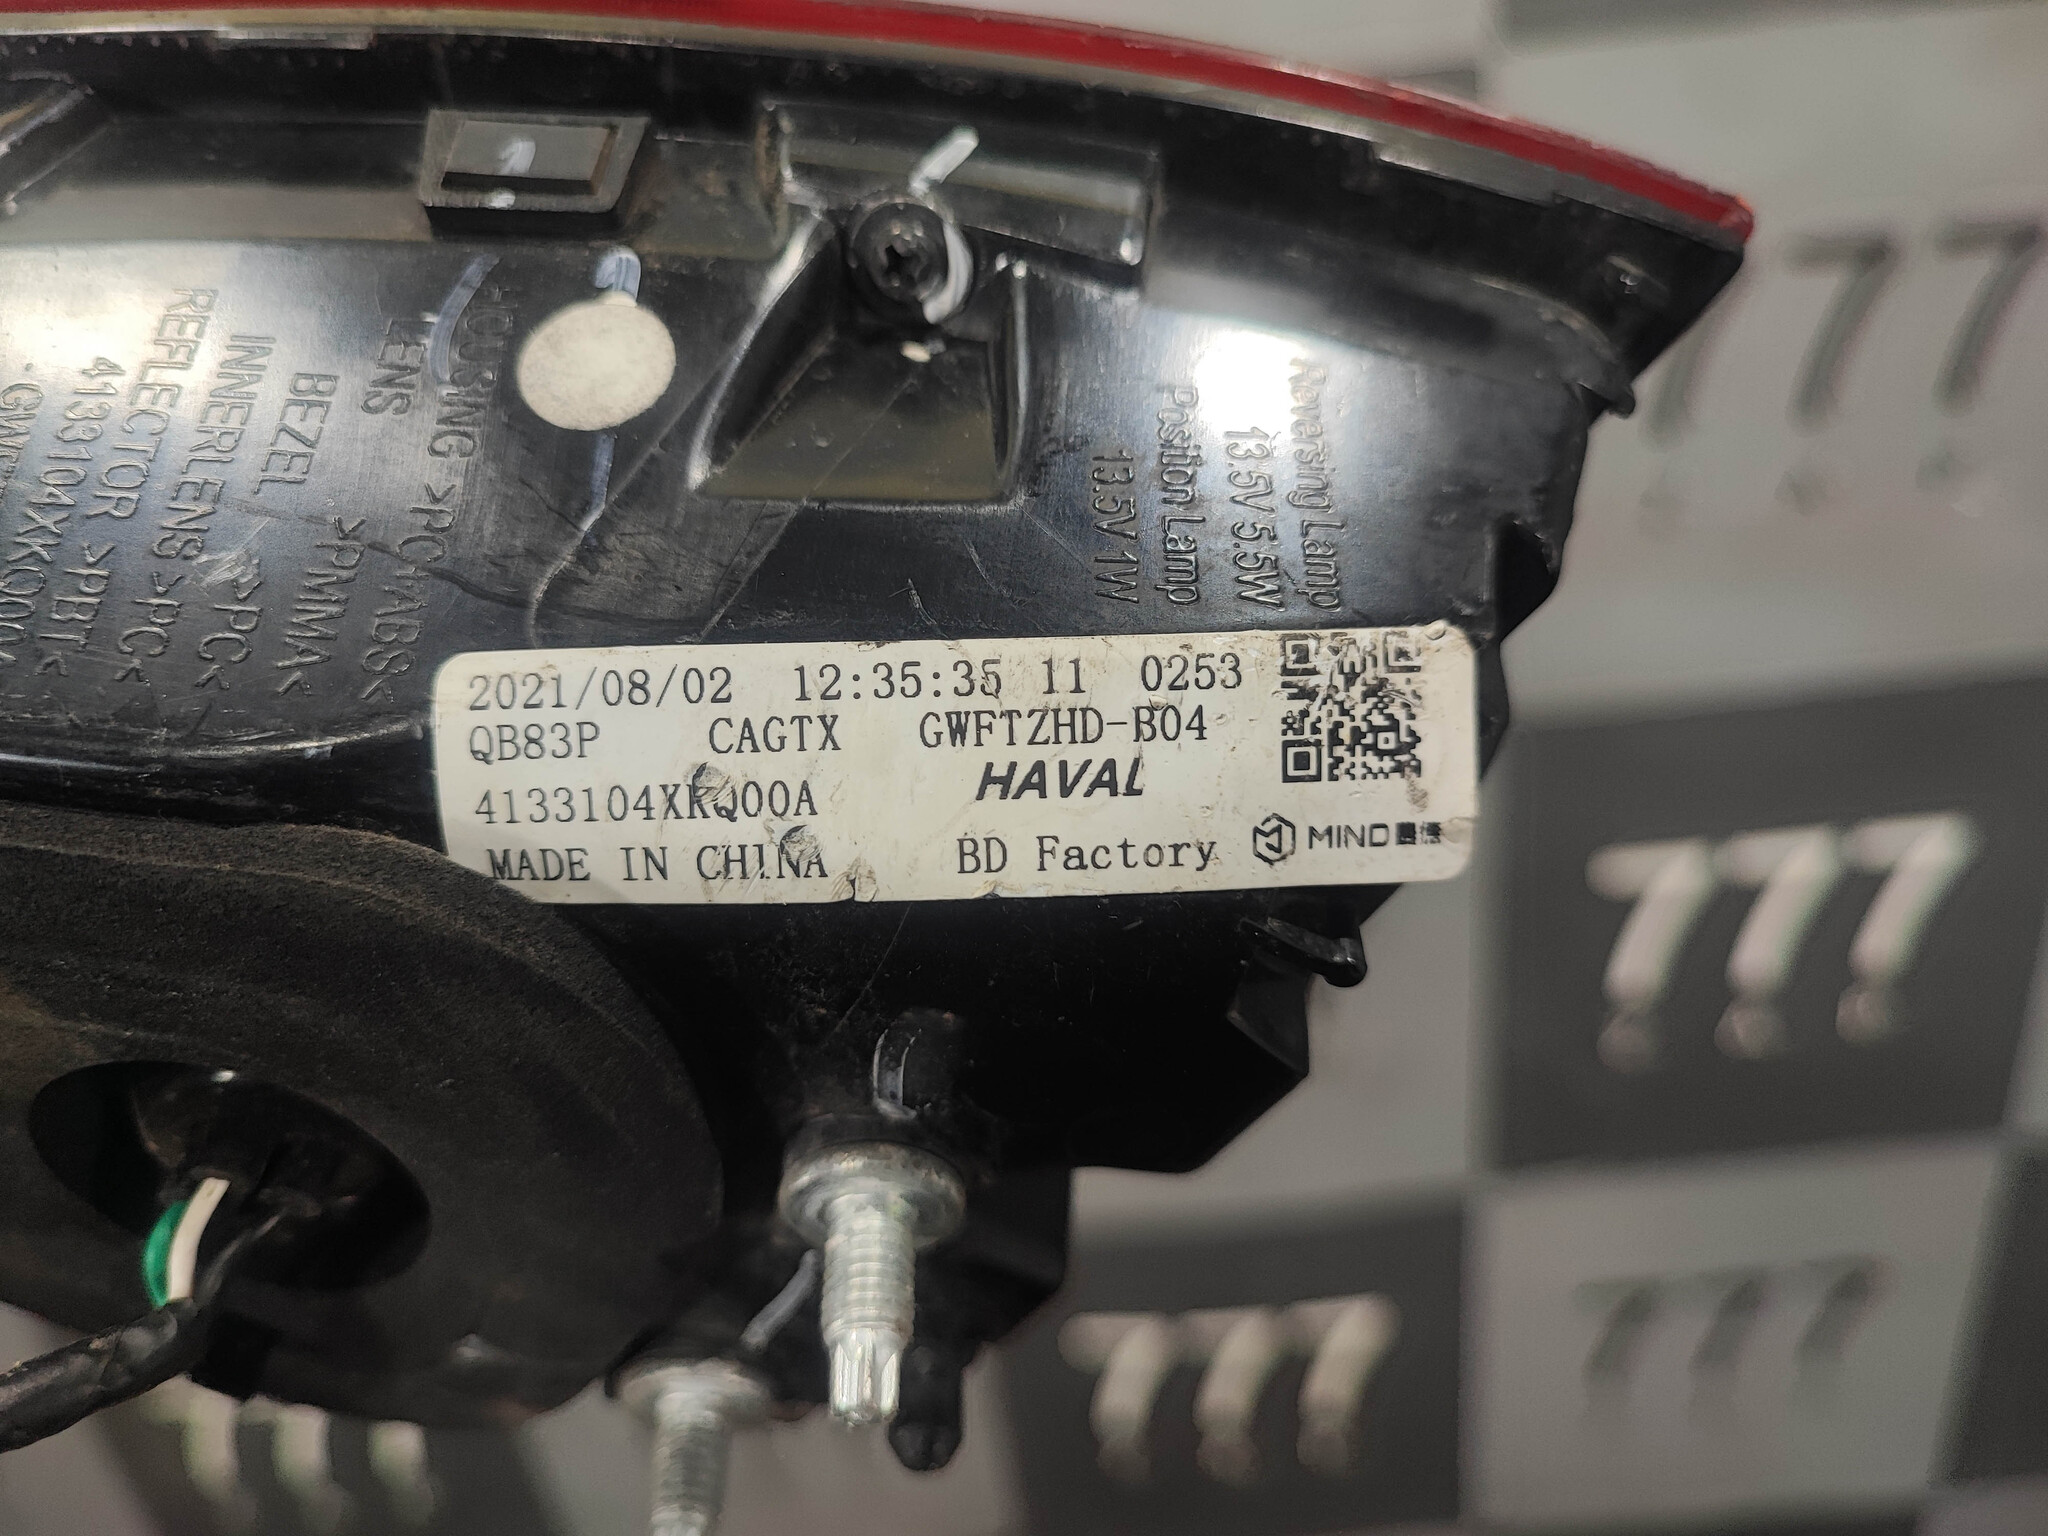 2021/08/02 12:35:35 11 0253
QB83P CAGTX GWFTZHD-B04
4133104XKQ00A HAVAL
MADE IN CHINA BD Factory MIND
Reversing Lamp
13.5V 5.5W
Position Lamp
13.5V 1W
HOUSING >PC+ABS<
LENS >PMMA<
BEZEL >PC<
INNERLENS >PC<
REFLECTOR >PBT<
4133104XKQ00A
777
777
777
777